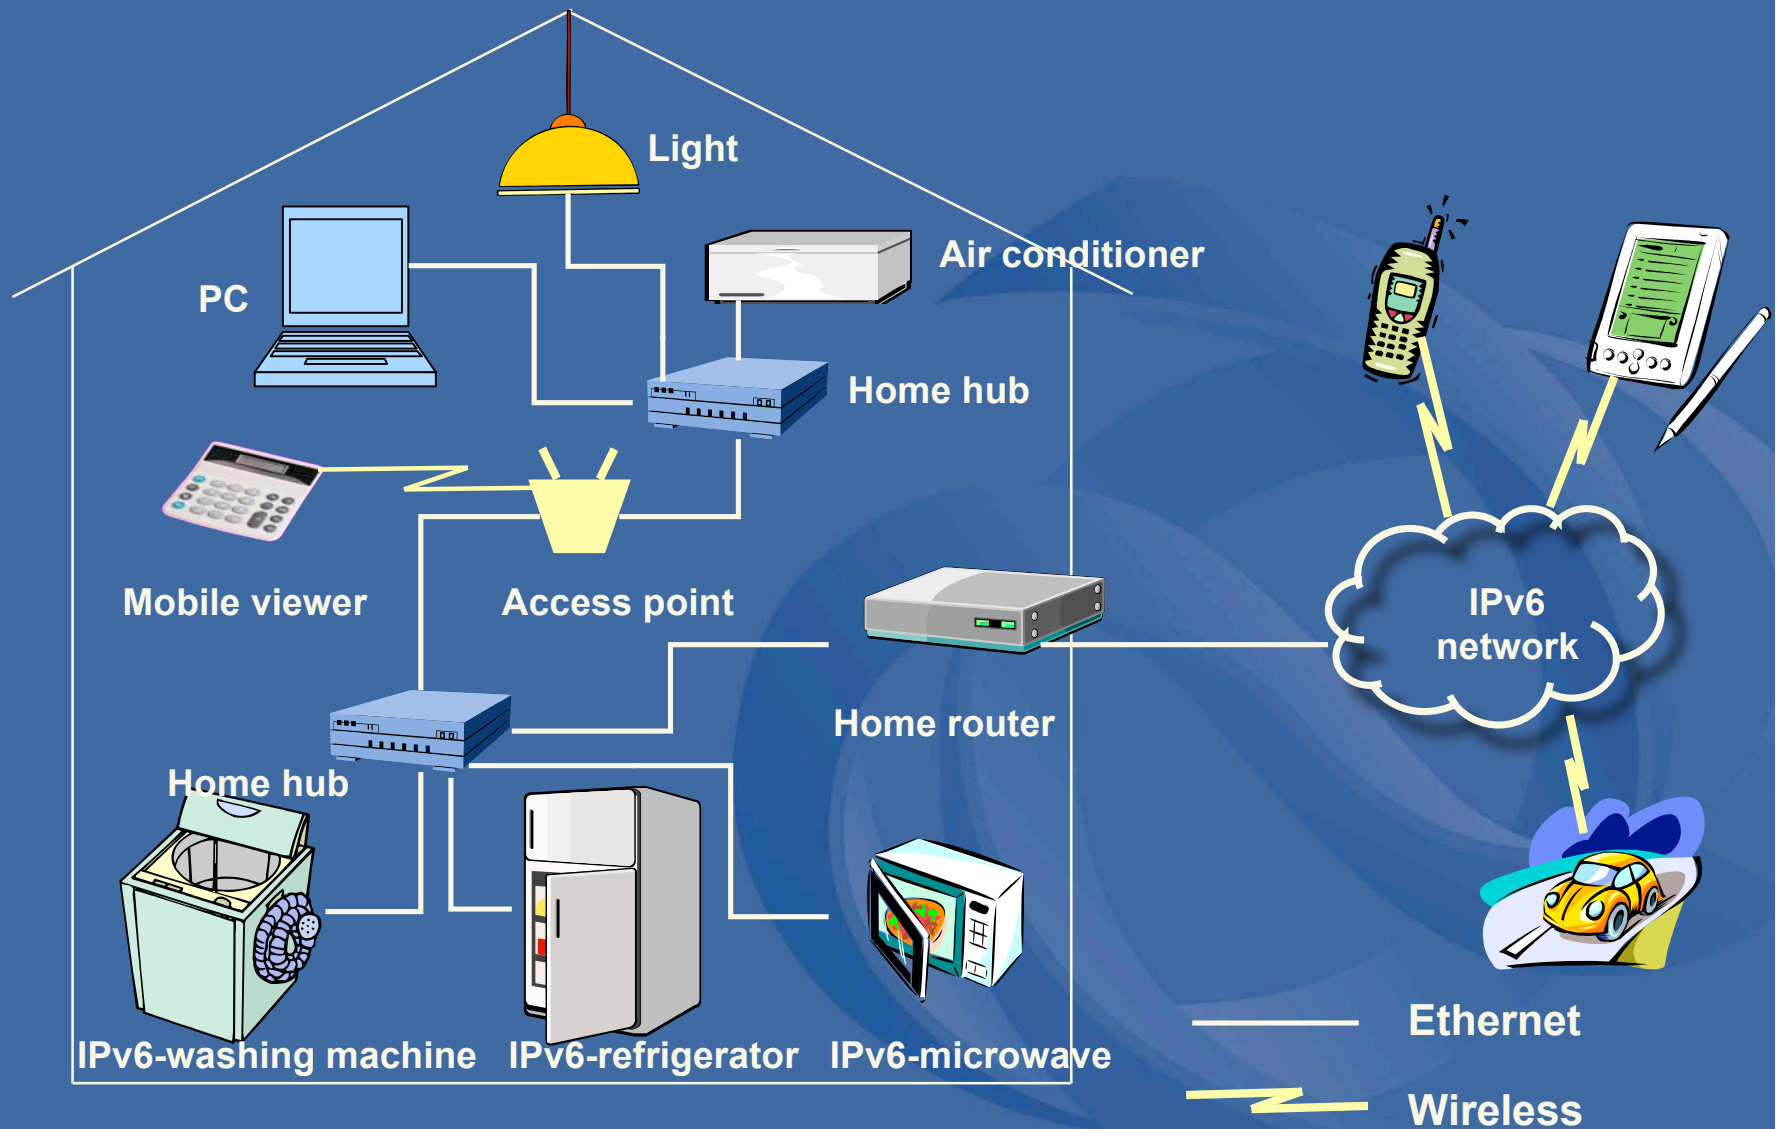 Light
Air conditioner
PC
Home hub
Mobile viewer
Access point
IPv6
network
Home router
Home hub
IPv6-washing machine
IPv6-refrigerator
IPv6-microwave
Ethernet
Wireless